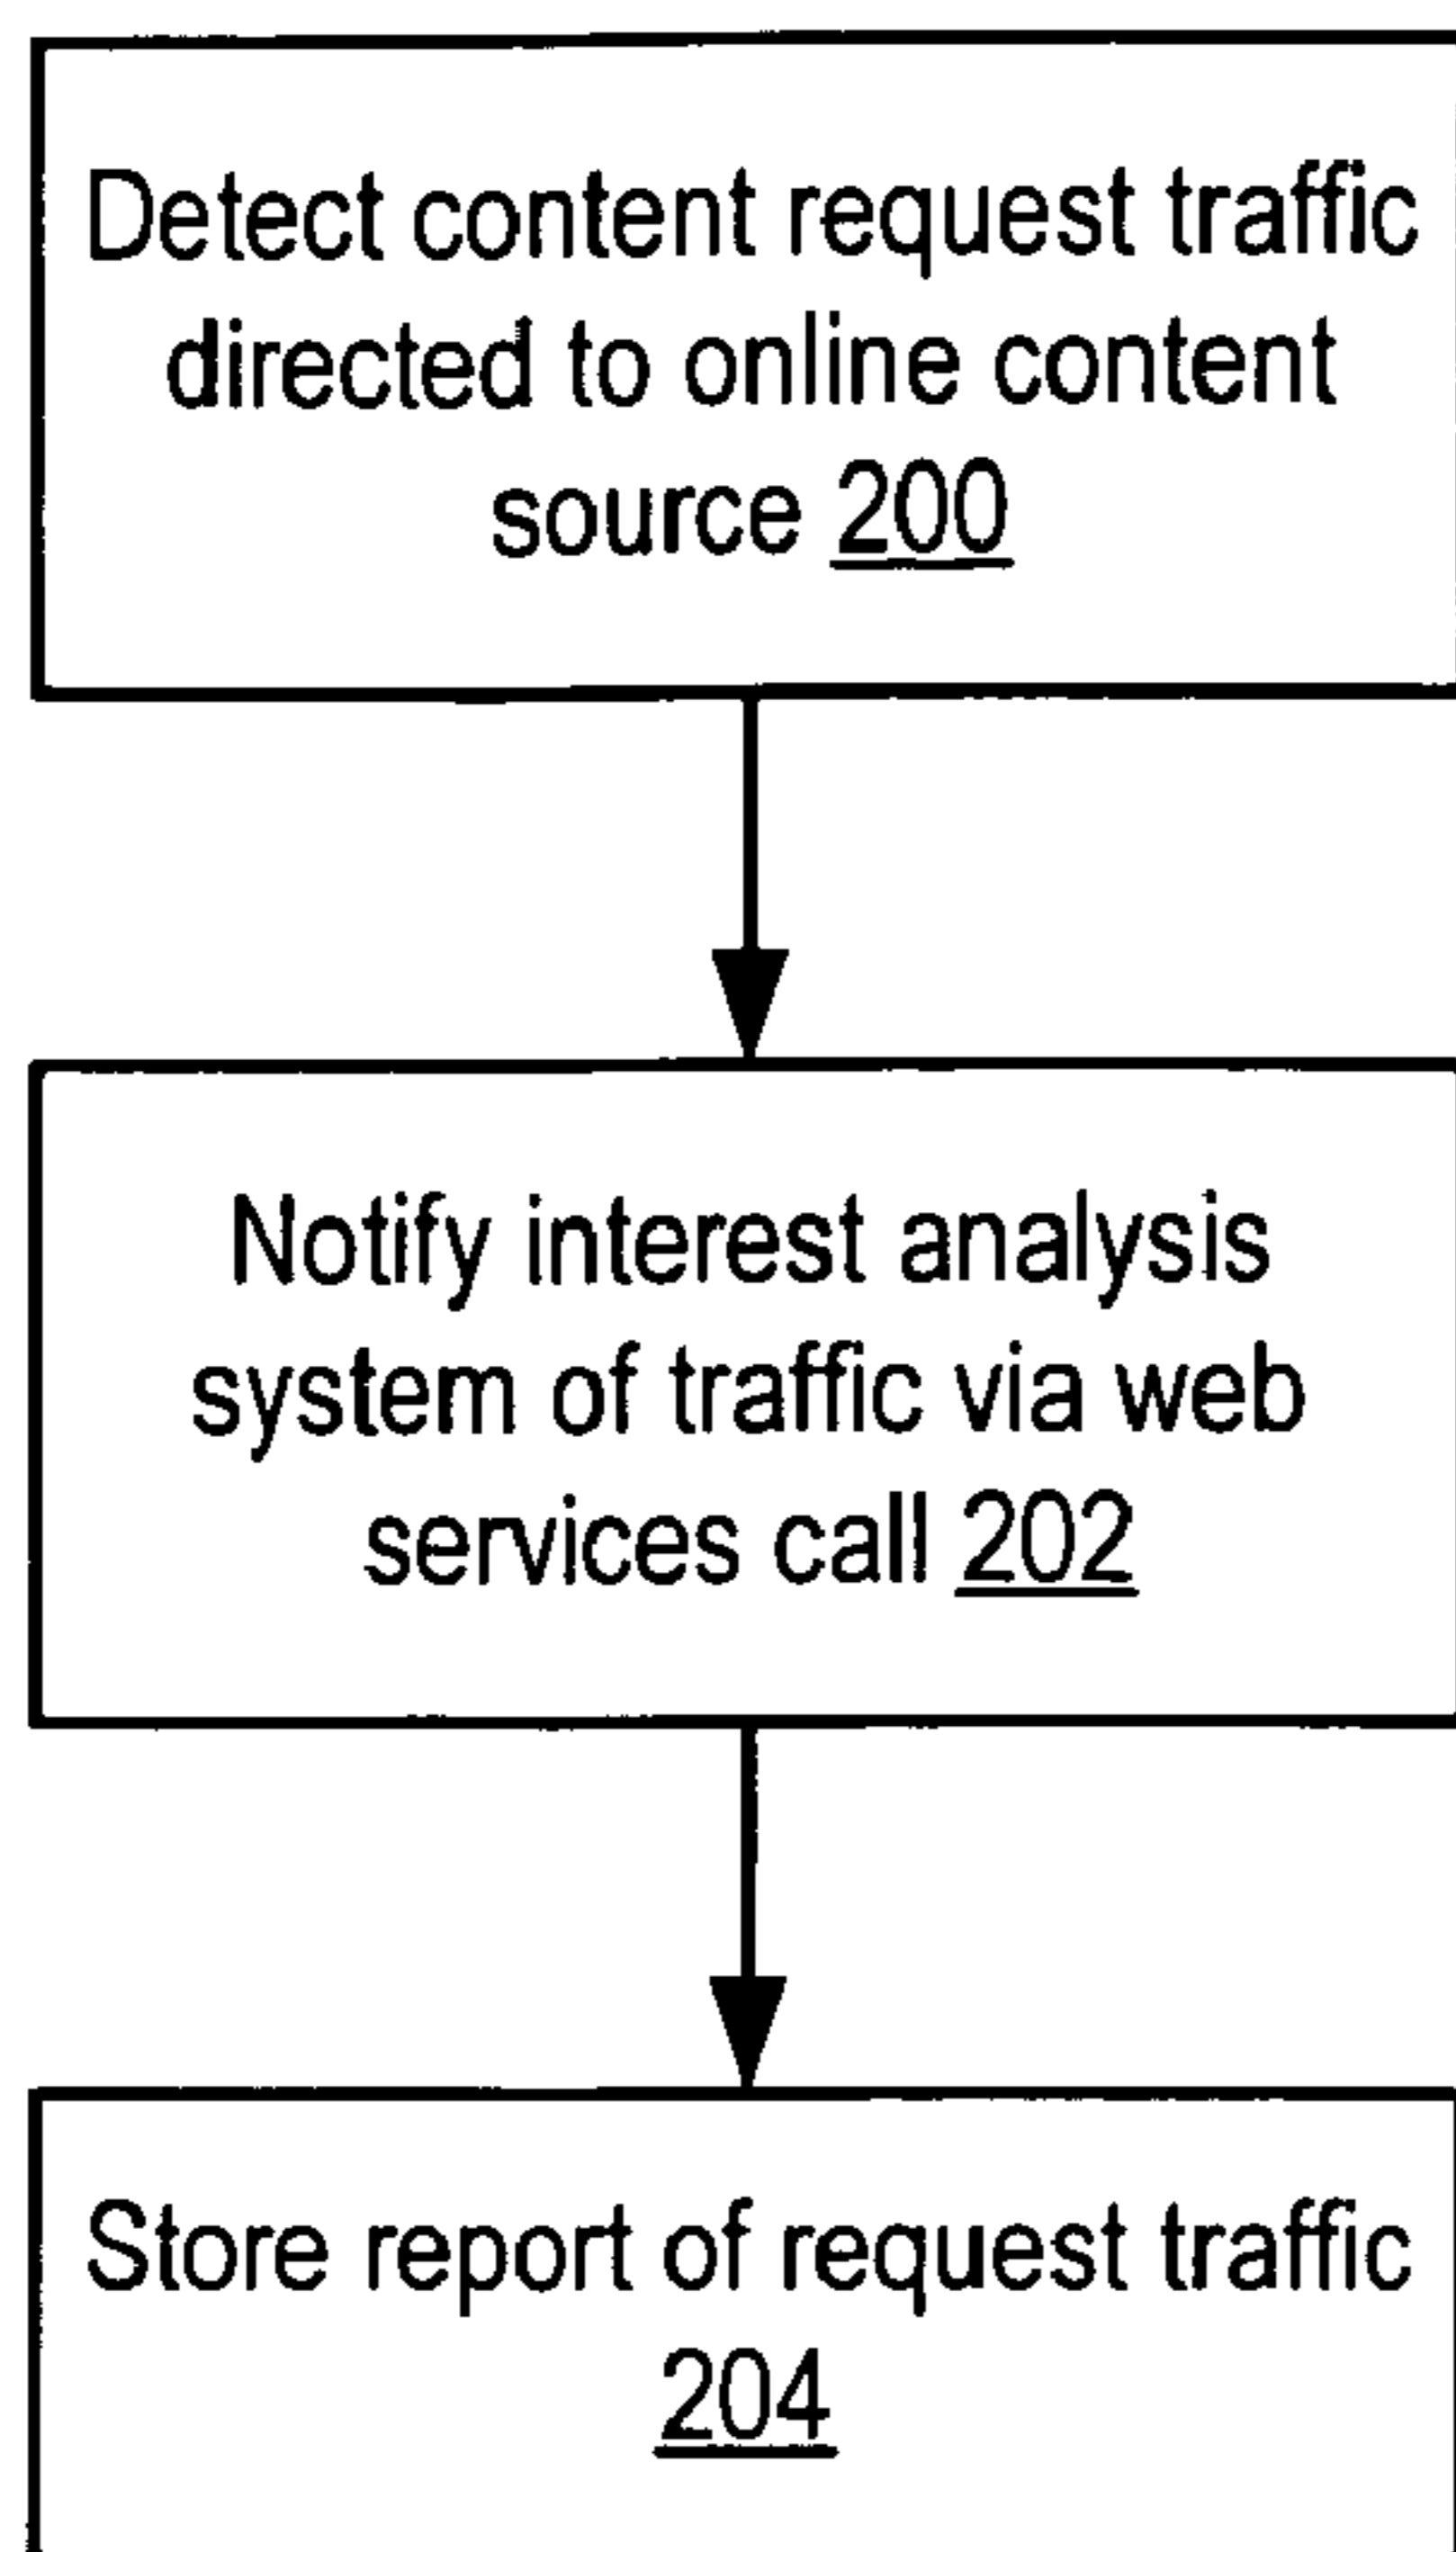 Detect content request traffic
directed to online content
source 200
Notify interest analysis
system of traffic via web
services call 202
Store report of request traffic
204